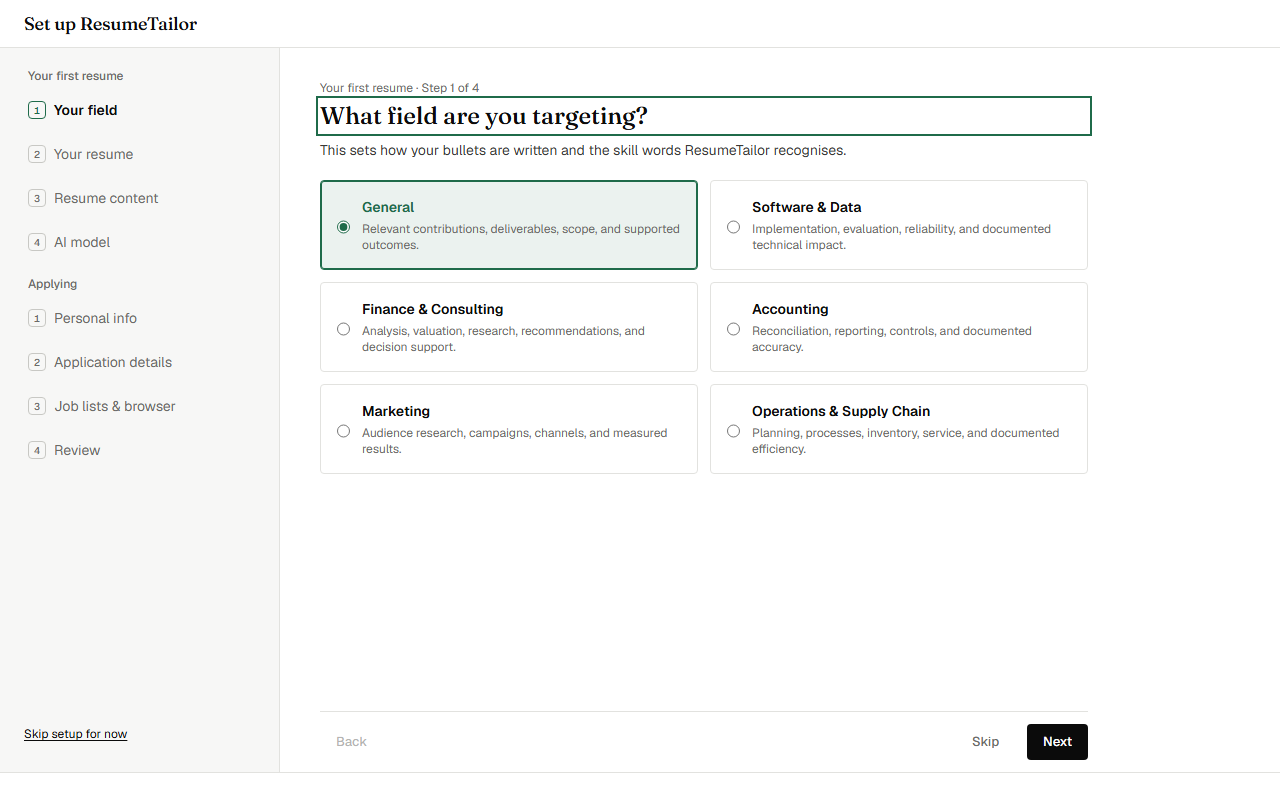 Set up ResumeTailor
Your first resume
1 Your field
2 Your resume
3 Resume content
4 AI model
Applying
1 Personal info
2 Application details
3 Job lists & browser
4 Review
Skip setup for now
Your first resume · Step 1 of 4
What field are you targeting?
This sets how your bullets are written and the skill words ResumeTailor recognises.
General
Relevant contributions, deliverables, scope, and supported
outcomes.
Software & Data
Implementation, evaluation, reliability, and documented
technical impact.
Finance & Consulting
Analysis, valuation, research, recommendations, and
decision support.
Accounting
Reconciliation, reporting, controls, and documented
accuracy.
Marketing
Audience research, campaigns, channels, and measured
results.
Operations & Supply Chain
Planning, processes, inventory, service, and documented
efficiency.
Back
Skip
Next